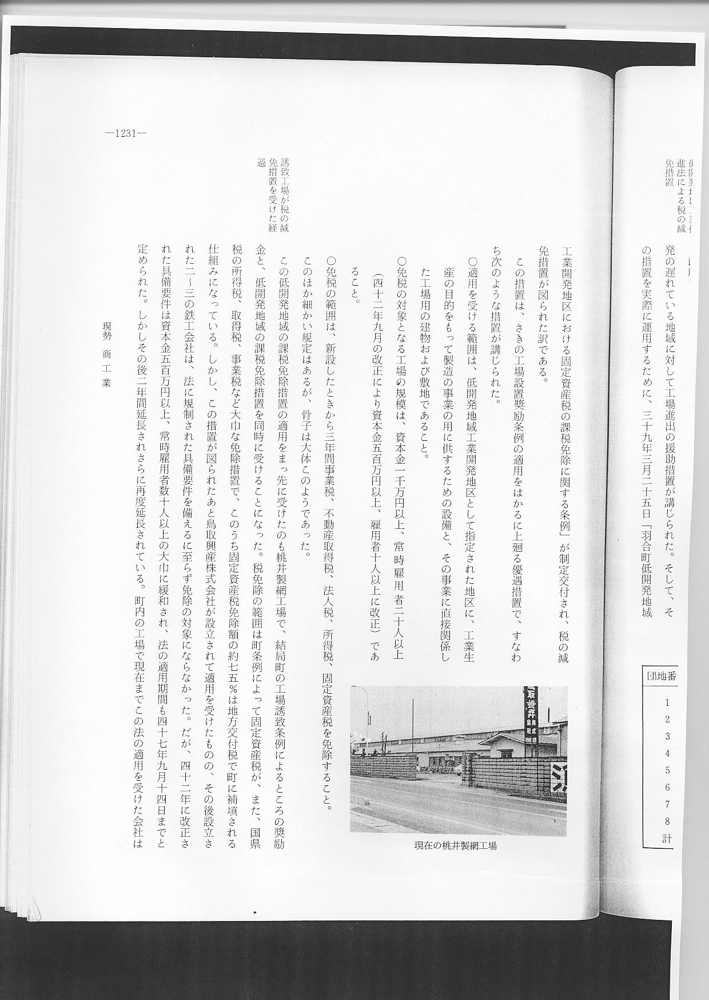 進法による税の減
免措置
発の遅れている地域に対して工場進出の援助措置が講じられた。そして、そ
の措置を実際に運用するために、三十九年三月二十五日「羽合町低開発地域
団地番
1
2
3
4
5
6
7
8
計
工業開発地区における固定資産税の課税免除に関する条例」が制定交付され、税の減
免措置が図られた訳である。
この措置は、さきの工場設置奨励条例の適用をはかるに上廻る優遇措置で、すなわ
ち次のような措置が講じられた。
〇適用を受ける範囲は、低開発地域工業開発地区として指定された地区に、工業生
産の目的をもって製造の事業の用に供するための設備と、その事業に直接関係し
た工場用の建物および敷地であること。
〇免税の対象となる工場の規模は、資本金一千万円以上、常時雇用者二十人以上
(四十二年九月の改正により資本金五百万円以上、雇用者十人以上に改正)であ
ること。
取桃井
株式
会社
現在の桃井製網工場
〇免税の範囲は、新設したときから三年間事業税、不動産取得税、法人税、所得税、固定資産税を免除すること。
このほか細かい規定はあるが、骨子は大体このようであった。
誘致工場が税の減
免措置を受けた経
過
この低開発地域の課税免除措置の適用をまっ先に受けたのも桃井製網工場で、結局町の工場誘致条例によるところの奨励
金と、低開発地域の課税免除措置を同時に受けることになった。税免除の範囲は町条例によって固定資産税が、また、国県
税の所得税、取得税、事業税など大巾な免除措置で、このうち固定資産税免除額の約七五%は地方交付税で町に補填される
仕組みになっている。しかし、この措置が図られたあと鳥取興産株式会社が設立されて適用を受けたものの、その後設立さ
れた二〜三の鉄工会社は、法に規制された具備要件を備えるに至らず免除の対象にならなかった。だが、四十二年に改正さ
れた具備要件は資本金五百万円以上、常時雇用者数十人以上の大巾に緩和され、法の適用期間も四十七年九月十四日までと
定められた。しかしその後二年間延長されさらに再度延長されている。町内の工場で現在までこの法の適用を受けた会社は
現勢 商工業
—1231—